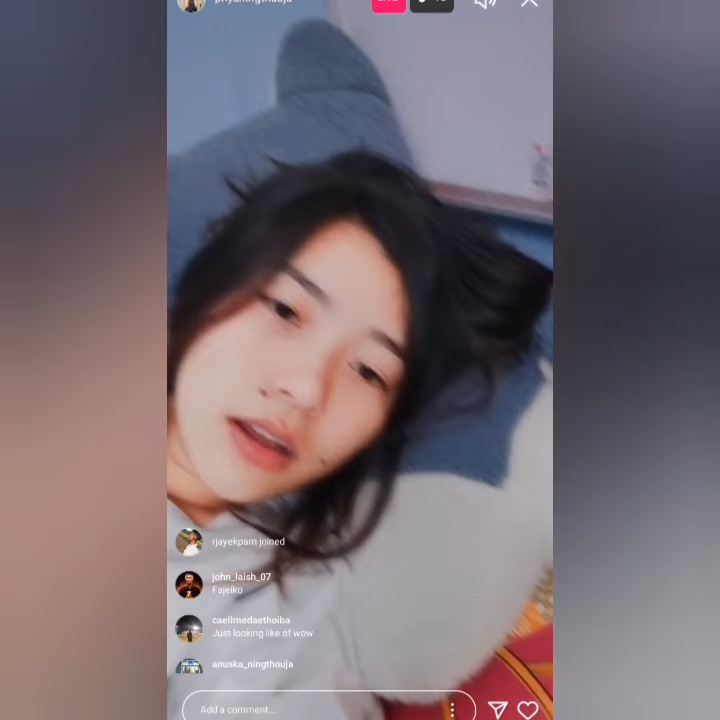 rjayekpam joined
john_laish_07
Fajeiko
caellmedaethoiba
Just looking like of wow
anuska_ningthouja
Add a comment...